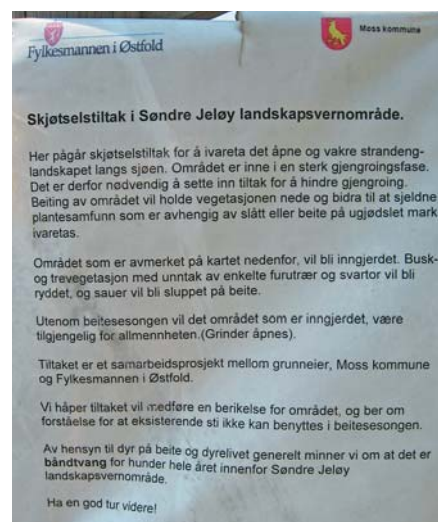 Fylkesmannen i Østfold
Moss kommune
Skjøtselstiltak i Søndre Jeløy landskapsvernområde.
Her pågår skjøtselstiltak for å ivareta det åpne og vakre strandeng-
landskapet langs sjøen. Området er inne i en sterk gjengroingsfase.
Det er derfor nødvendig å sette inn tiltak for å hindre gjengroing.
Beiting av området vil holde vegetasjonen nede og bidra til at sjeldne
plantesamfunn som er avhengig av slått eller beite på ugjødslet mark
ivaretas.
Området som er avmerket på kartet nedenfor, vil bli inngjerdet. Busk-
og trevegetasjon med unntak av enkelte furutrær og svartor vil bli
ryddet, og sauer vil bli sluppet på beite.
Utenom beitesesongen vil det området som er inngjerdet, være
tilgjengelig for allmennheten.(Grinder åpnes).
Tiltaket er et samarbeidsprosjekt mellom grunneier, Moss kommune
og Fylkesmannen i Østfold.
Vi håper tiltaket vil medføre en berikelse for området, og ber om
forståelse for at eksisterende sti ikke kan benyttes i beitesesongen.
Av hensyn til dyr på beite og dyrelivet generelt minner vi om at det er
båndtvang for hunder hele året innenfor Søndre Jeløy
landskapsvernområde.
Ha en god tur videre!